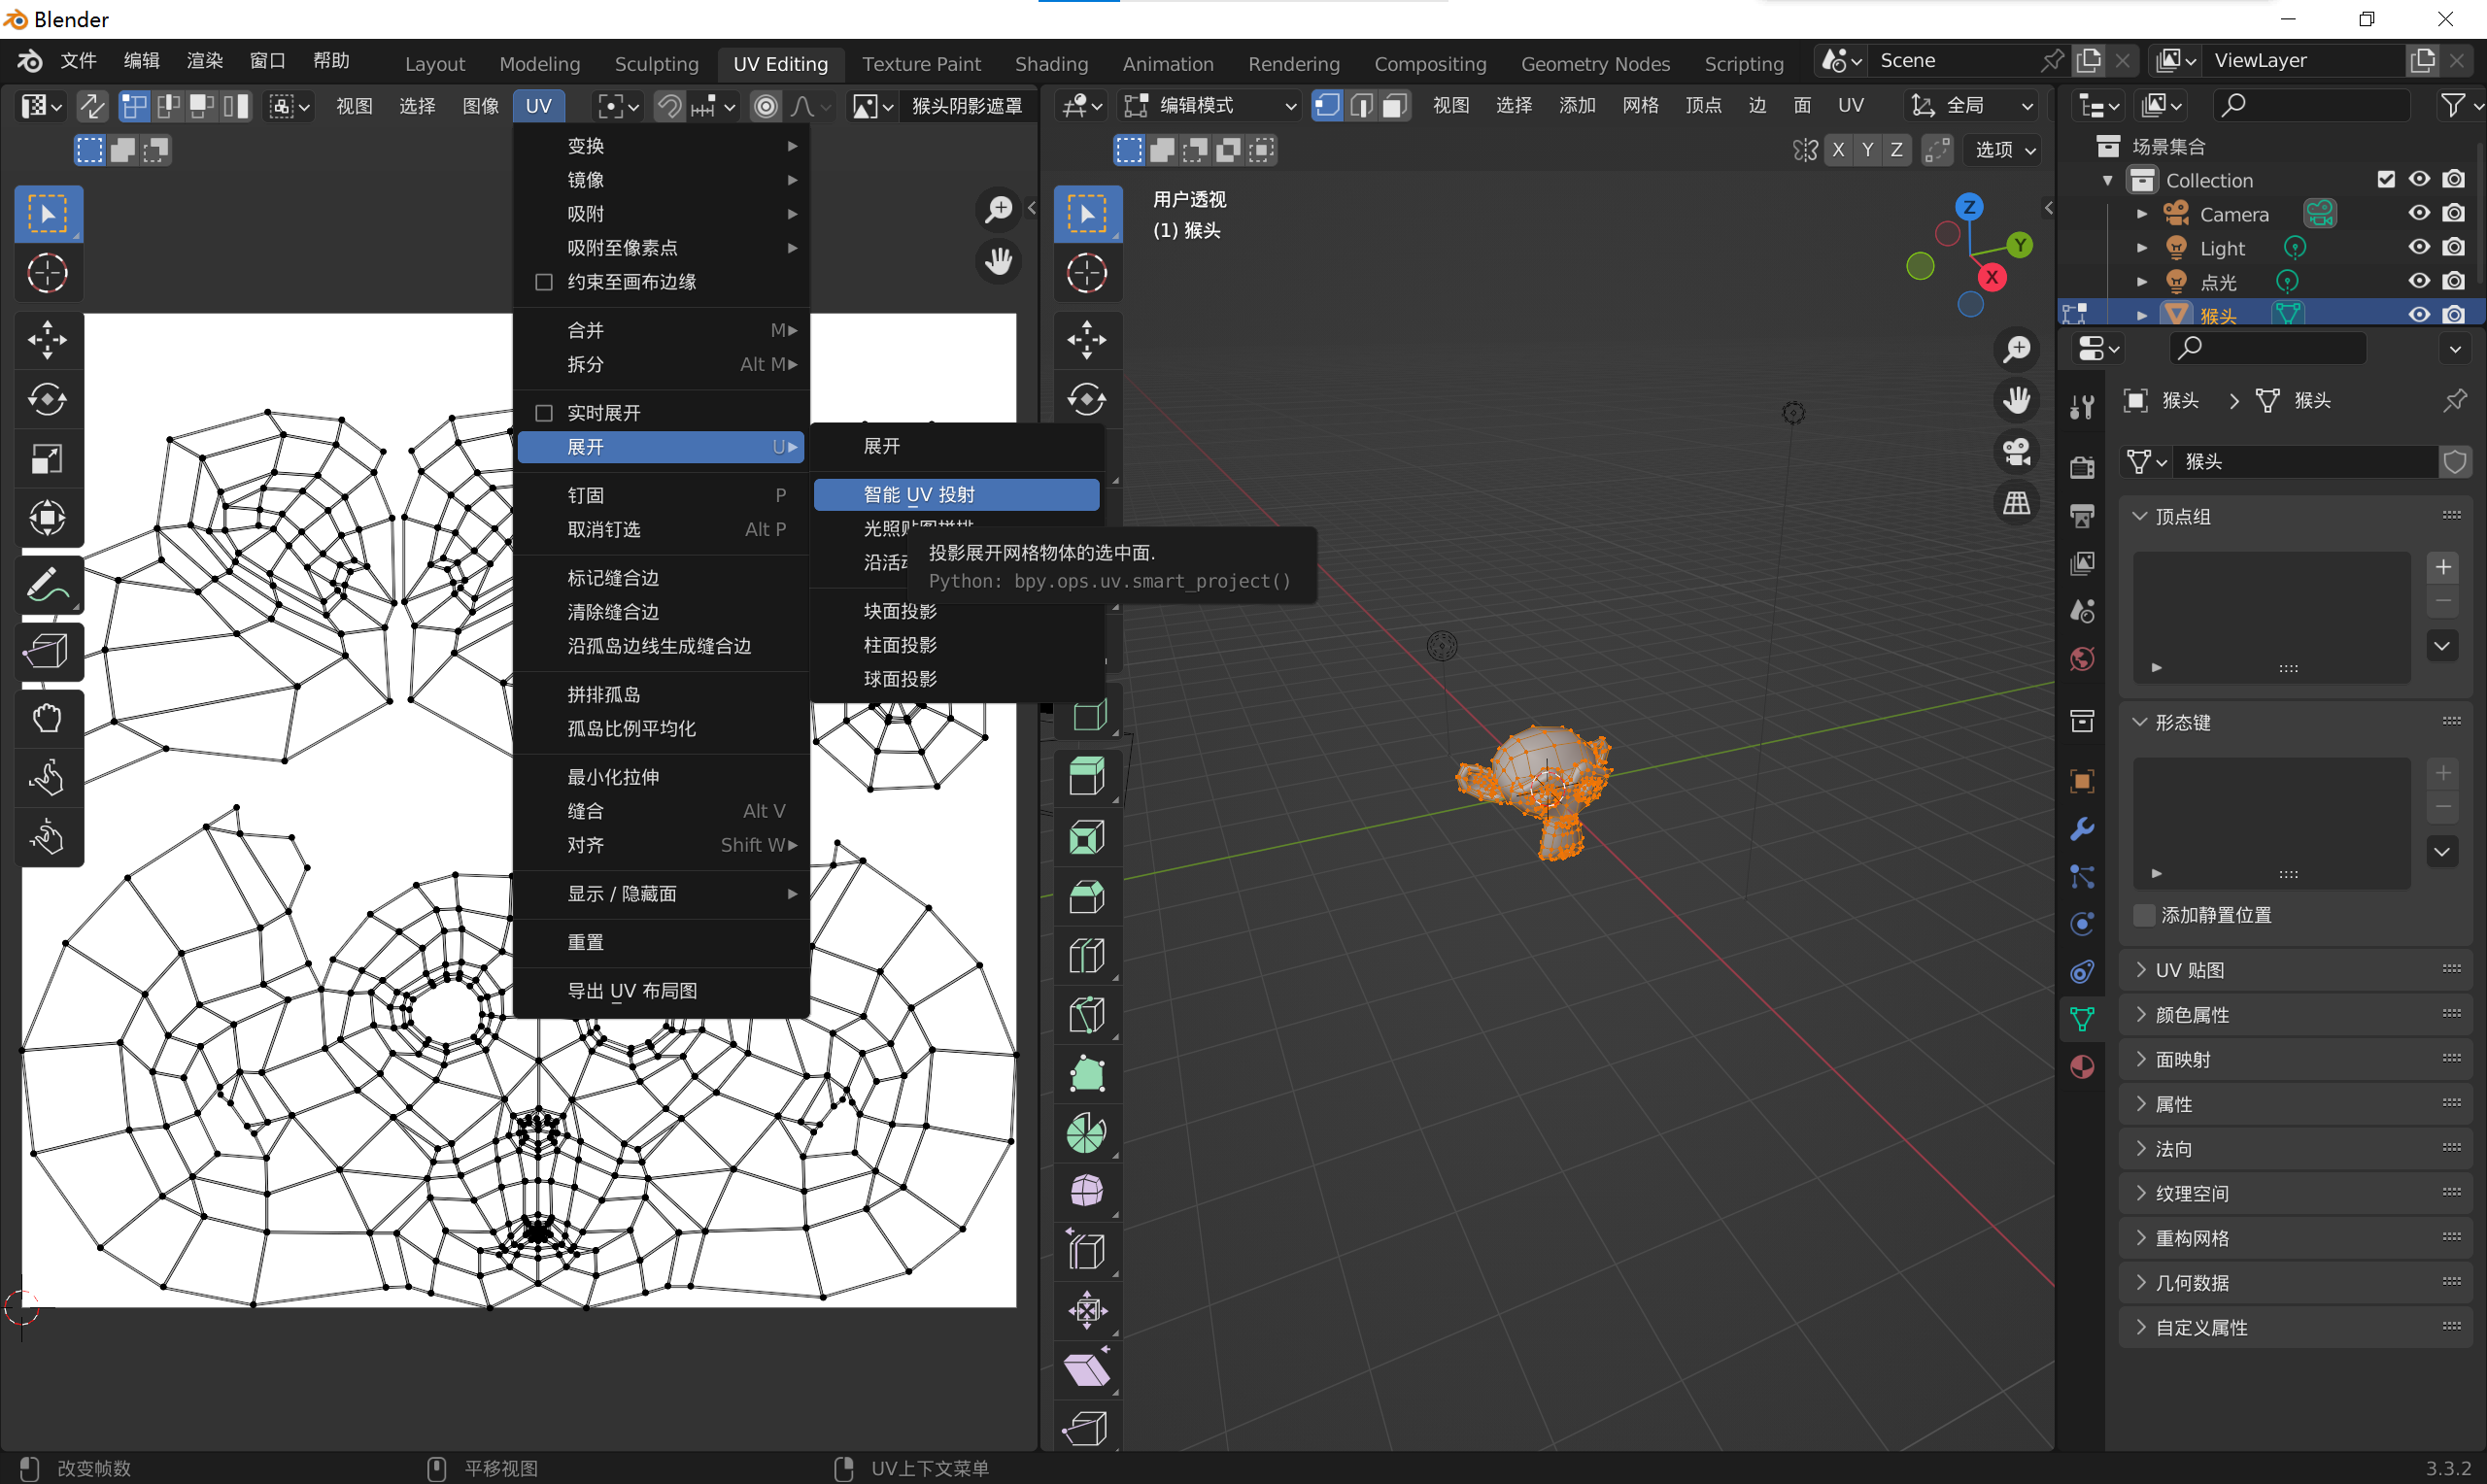 Blender
文件 编辑 渲染 窗口 帮助 Layout Modeling Sculpting UV Editing Texture Paint Shading Animation Rendering Compositing Geometry Nodes Scripting Scene ViewLayer
视图 选择 图像 UV 猴头阴影遮罩
编辑模式 视图 选择 添加 网格 顶点 边 面 UV 全局
X Y Z 选项
变换
镜像
吸附
吸附至像素点
约束至画布边缘
合并 M
拆分 Alt M
实时展开
展开 U
钉固 P
取消钉选 Alt P
标记缝合边
清除缝合边
沿孤岛边线生成缝合边
拼排孤岛
孤岛比例平均化
最小化拉伸
缝合 Alt V
对齐 Shift W
显示 / 隐藏面
重置
导出 UV 布局图
展开
智能 UV 投射
光照贴图拼排
沿活动
投影展开网格物体的选中面.
Python: bpy.ops.uv.smart_project()
块面投影
柱面投影
球面投影
用户透视
(1) 猴头
Z
Y
X
场景集合
Collection
Camera
Light
点光
猴头
猴头 猴头
猴头
顶点组
形态键
添加静置位置
UV 贴图
颜色属性
面映射
属性
法向
纹理空间
重构网格
几何数据
自定义属性
改变帧数 平移视图 UV上下文菜单 3.3.2